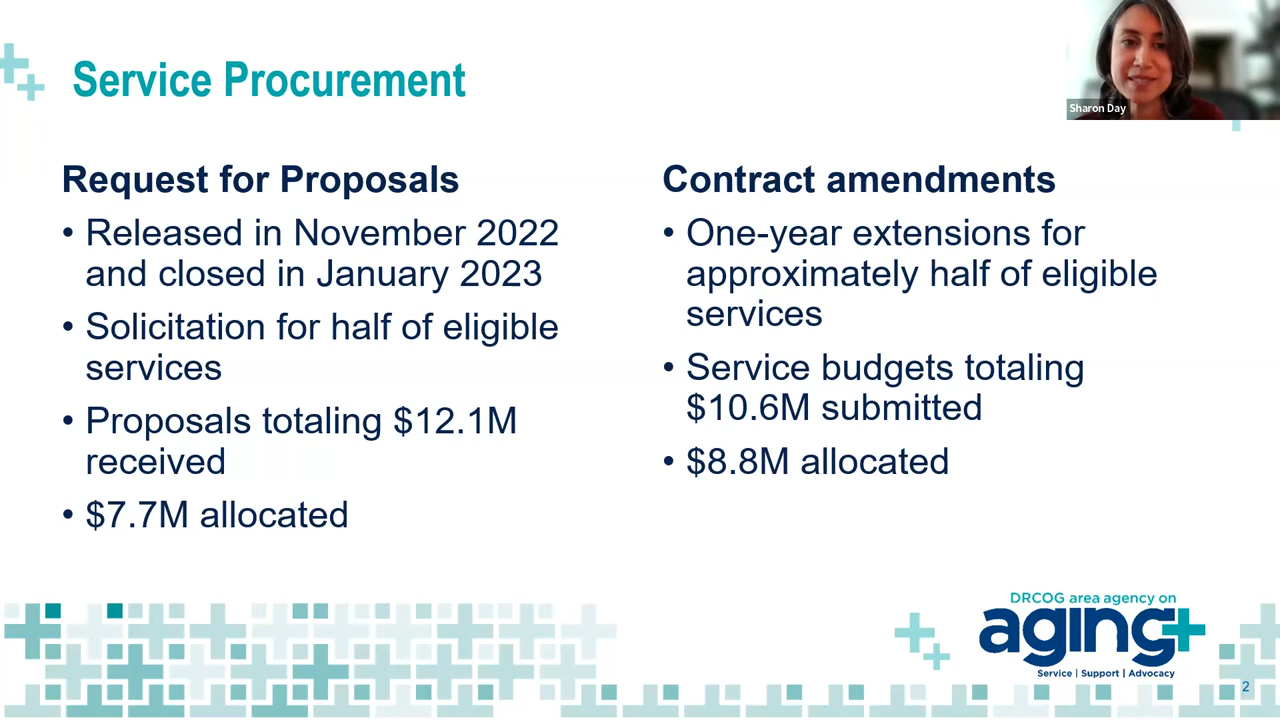 Service Procurement
Sharon Day
Request for Proposals
• Released in November 2022
and closed in January 2023
• Solicitation for half of eligible
services
• Proposals totaling $12.1M
received
• $7.7M allocated
Contract amendments
• One-year extensions for
approximately half of eligible
services
• Service budgets totaling
$10.6M submitted
• $8.8M allocated
DRCOG area agency on
aging+
Service | Support | Advocacy
2